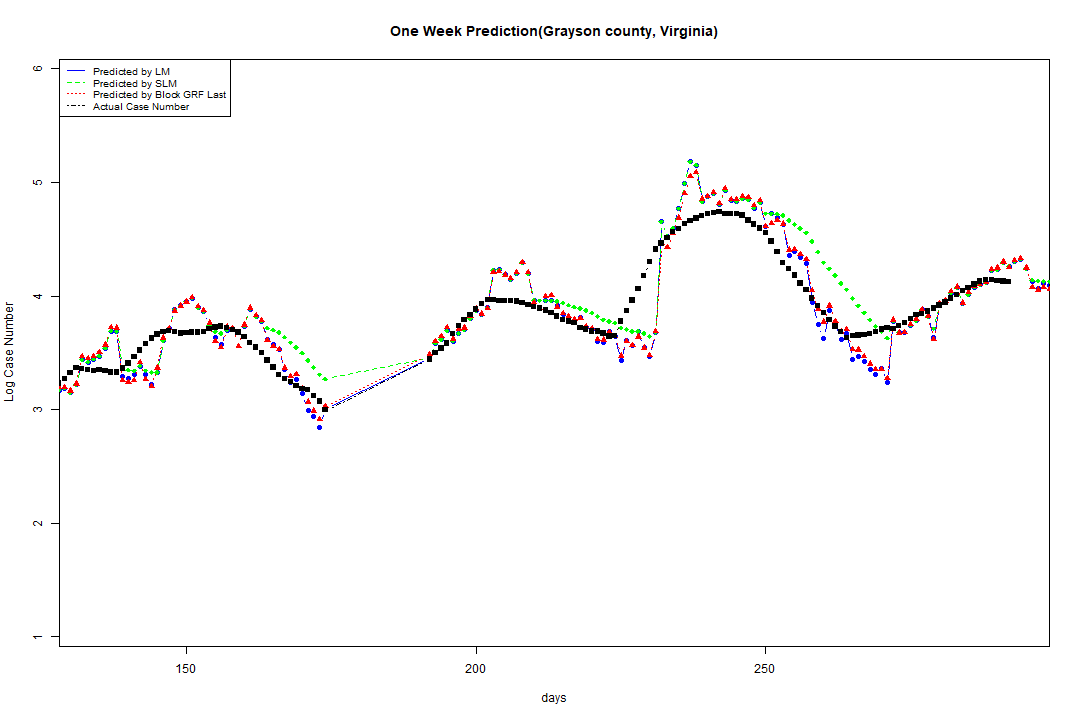 One Week Prediction(Grayson county, Virginia)
Predicted by LM
Predicted by SLM
Predicted by Block GRF Last
Actual Case Number
6
5
4
3
2
1
Log Case Number
150
200
250
days